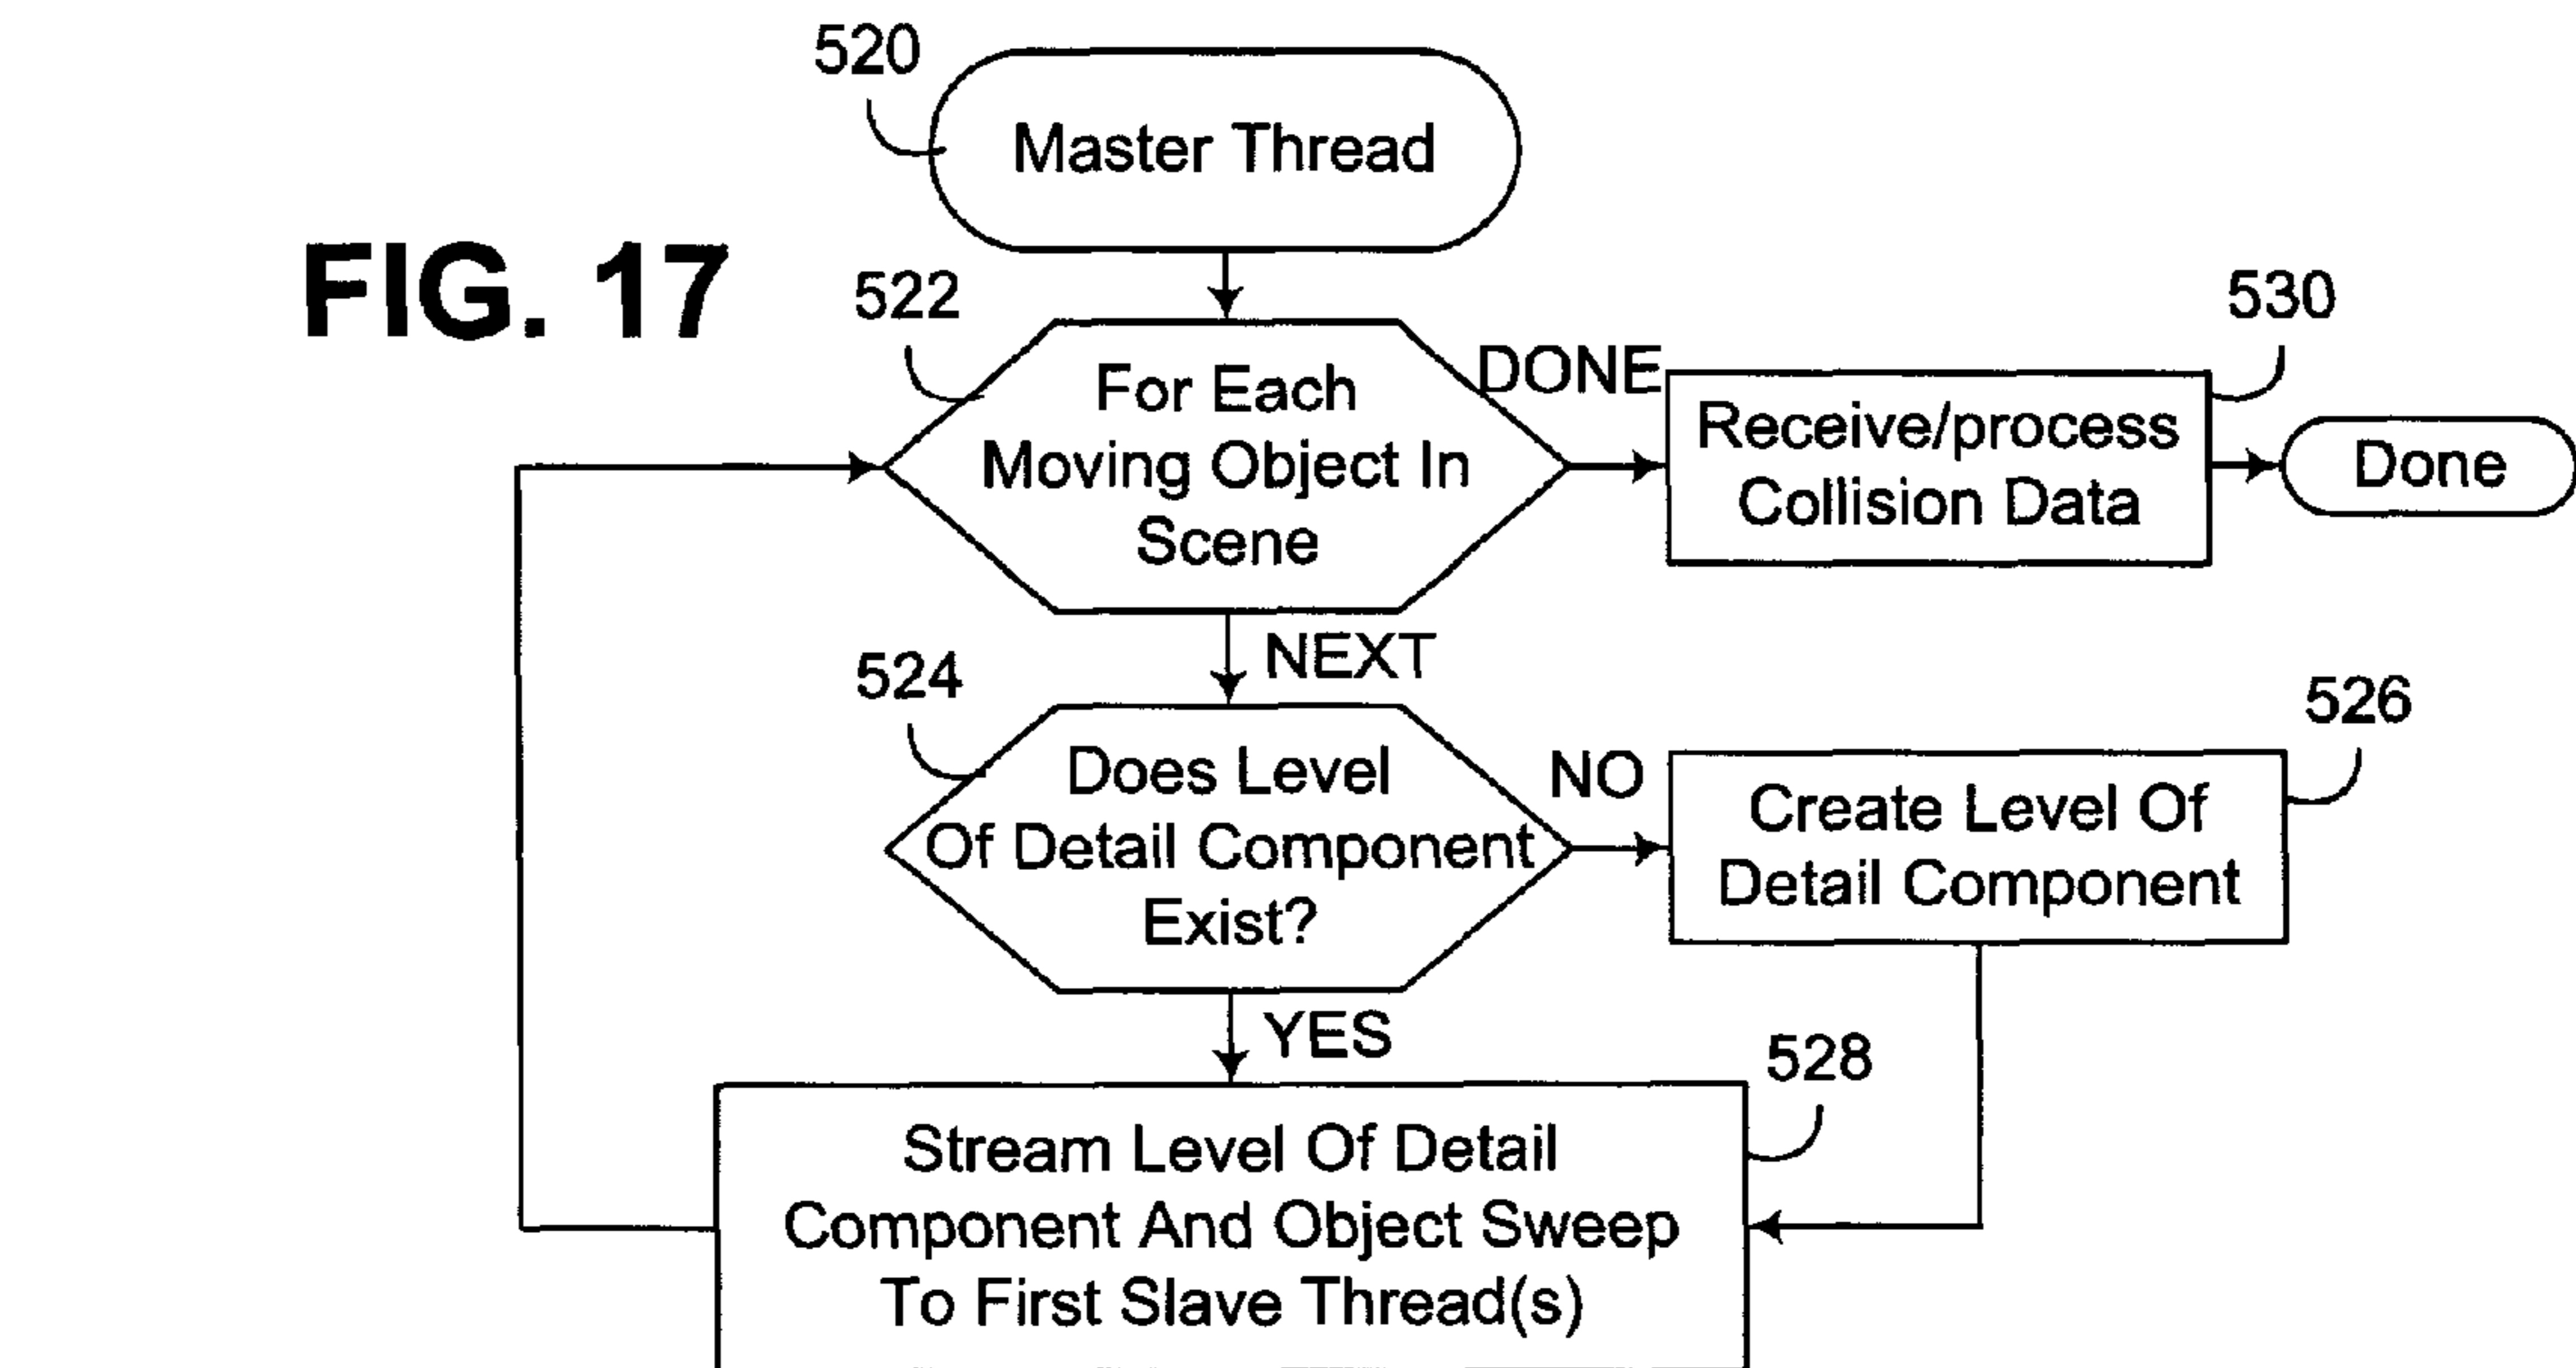 520
Master Thread
FIG. 17
522
For Each
Moving Object In
Scene
DONE
530
Receive/process
Collision Data
Done
NEXT
524
Does Level
Of Detail Component
Exist?
NO
526
Create Level Of
Detail Component
YES
528
Stream Level Of Detail
Component And Object Sweep
To First Slave Thread(s)